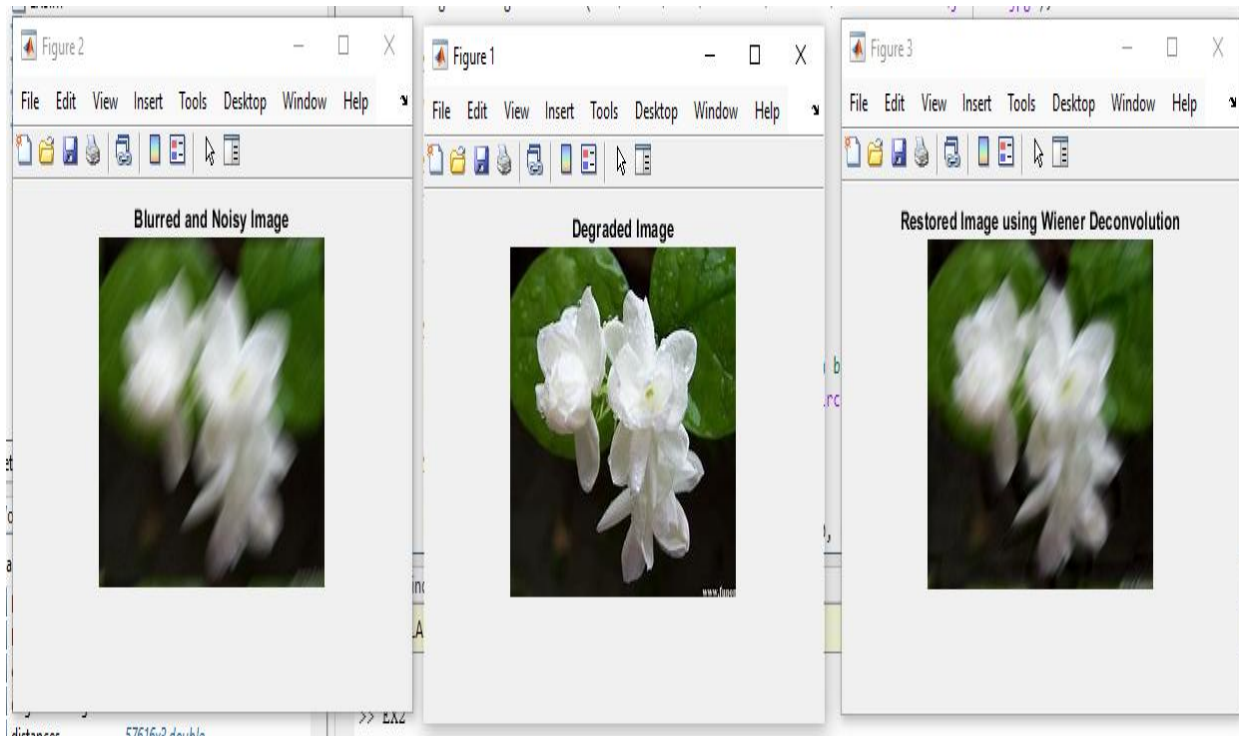 Figure 2
File Edit View Insert Tools Desktop Window Help
Blurred and Noisy Image
Figure 1
File Edit View Insert Tools Desktop Window Help
Degraded Image
Figure 3
File Edit View Insert Tools Desktop Window Help
Restored Image using Wiener Deconvolution
>> EX2
distances 57616x3 double